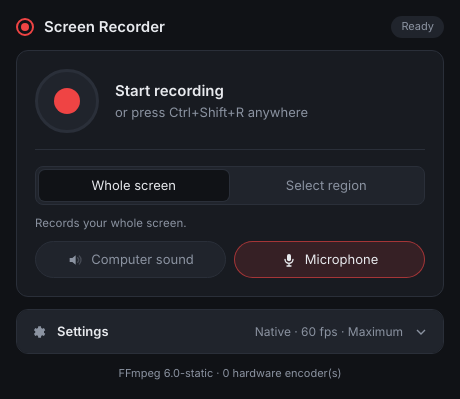 Screen Recorder
Ready
Start recording
or press Ctrl+Shift+R anywhere
Whole screen
Select region
Records your whole screen.
Computer sound
Microphone
Settings
Native · 60 fps · Maximum
FFmpeg 6.0-static · 0 hardware encoder(s)